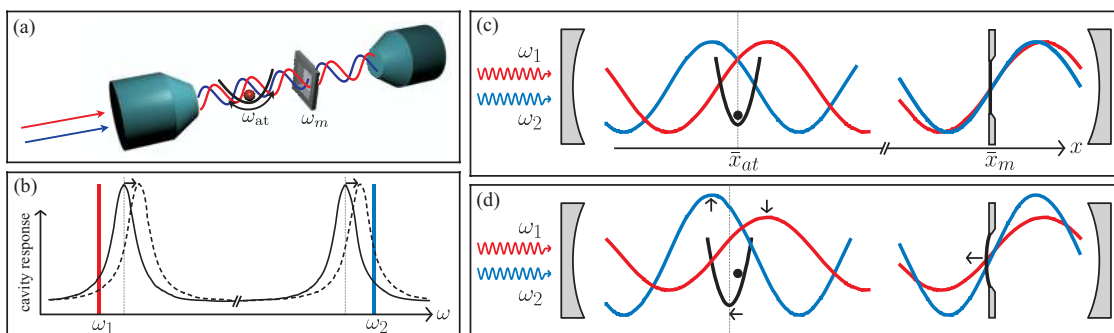 (a)
ω_at
ω_m
(b)
cavity response
ω_1
ω_2
ω
(c)
ω_1
ω_2
x̄_at
x̄_m
x
(d)
ω_1
ω_2